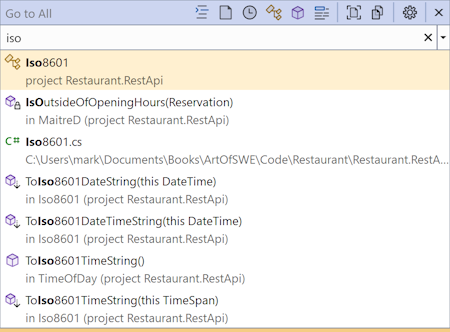 Go to All
iso
Iso8601
project Restaurant.RestApi
IsOutsideOfOpeningHours(Reservation)
in MaitreD (project Restaurant.RestApi)
C# Iso8601.cs
C:\Users\mark\Documents\Books\ArtOfSWE\Code\Restaurant\Restaurant.RestA...
ToIso8601DateString(this DateTime)
in Iso8601 (project Restaurant.RestApi)
ToIso8601DateTimeString(this DateTime)
in Iso8601 (project Restaurant.RestApi)
ToIso8601TimeString()
in TimeOfDay (project Restaurant.RestApi)
ToIso8601TimeString(this TimeSpan)
in Iso8601 (project Restaurant.RestApi)